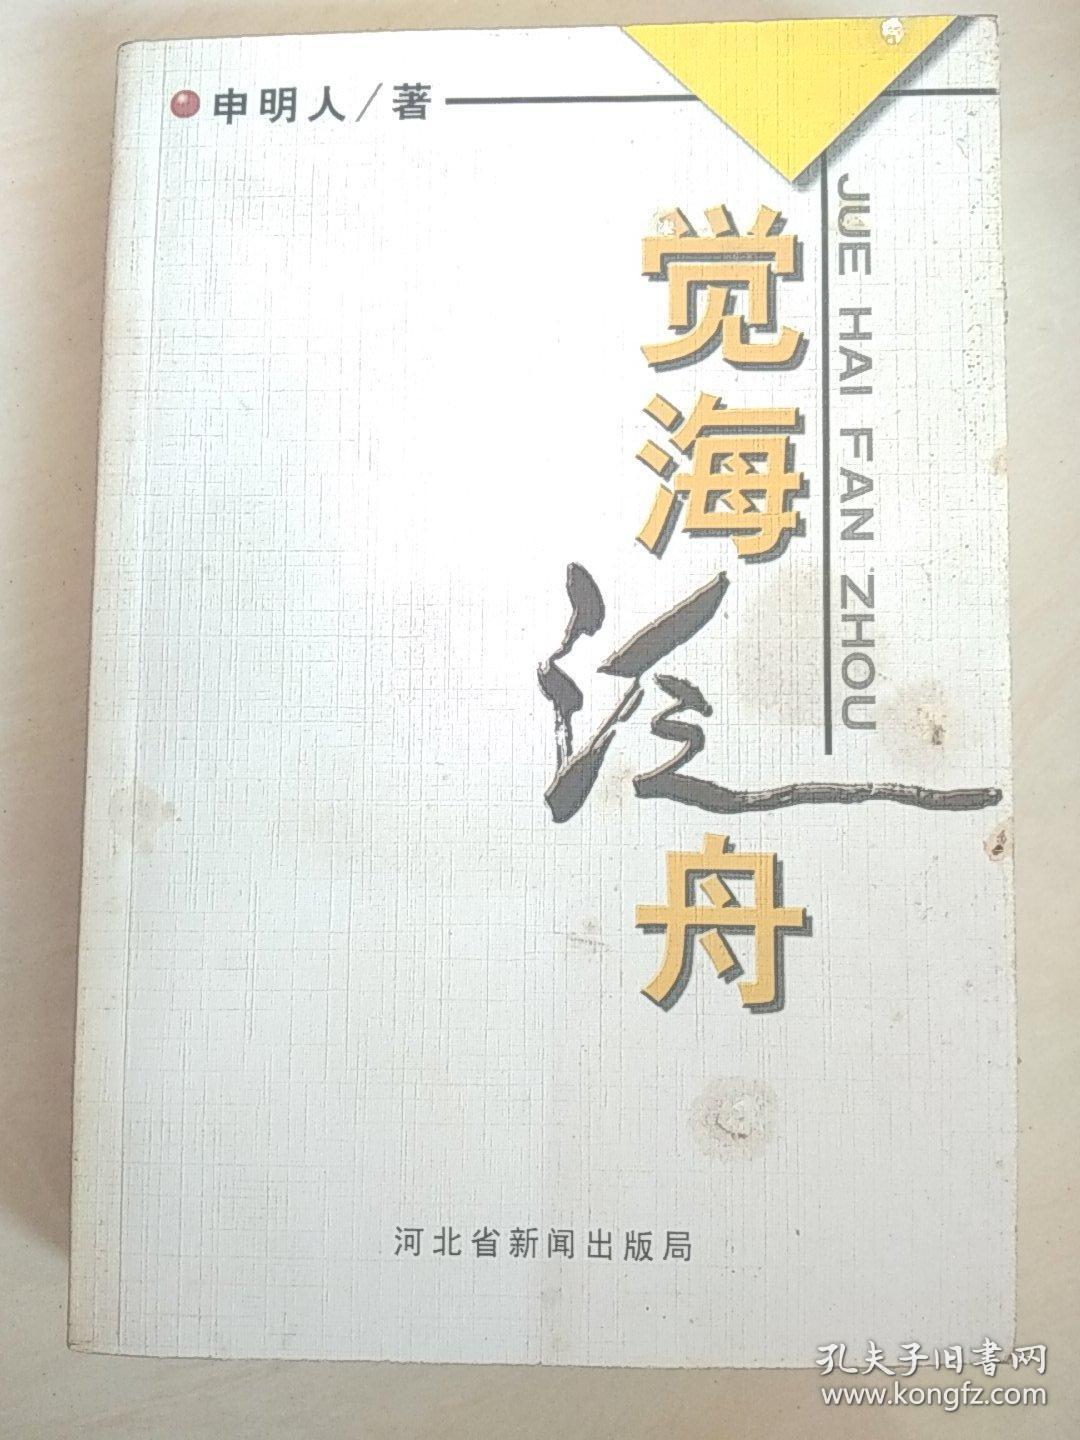 申明人/著
觉海泛舟
JUE HAI FAN ZHOU
河北省新闻出版局
孔夫子旧书网
www.kongfz.com